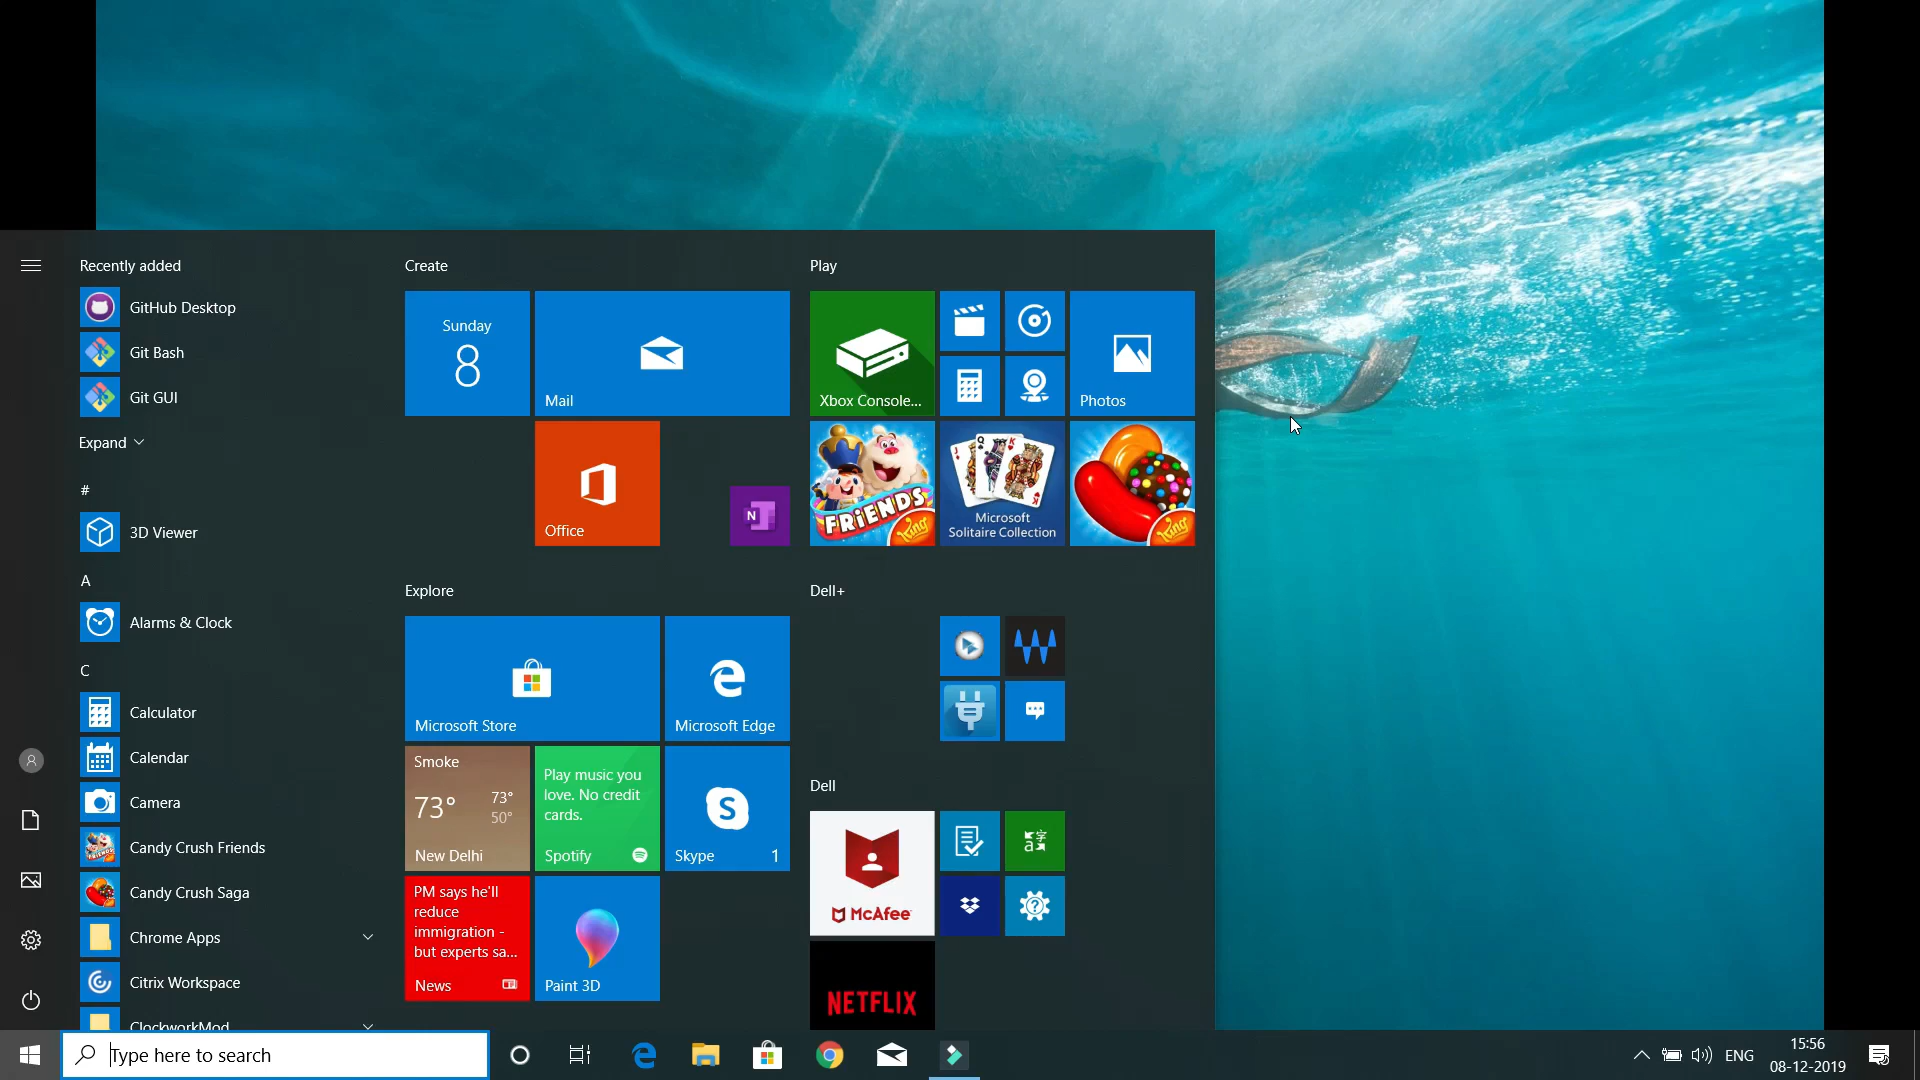 Recently added
GitHub Desktop
Git Bash
Git GUI
Expand
#
3D Viewer
A
Alarms & Clock
C
Calculator
Calendar
Camera
Candy Crush Friends
Candy Crush Saga
Chrome Apps
Citrix Workspace
ClockworkMod
Create
Sunday
8
Mail
Office
N
Explore
Microsoft Store
Microsoft Edge
Smoke
73°
73°
50°
New Delhi
Play music you
love. No credit
cards.
Spotify
Skype 1
PM says he'll
reduce
immigration -
but experts sa...
News
Paint 3D
Play
Xbox Console...
Photos
FRIENDS
King
Microsoft
Solitaire Collection
King
Dell+
Dell
McAfee
NETFLIX
Type here to search
ENG
15:56
08-12-2019